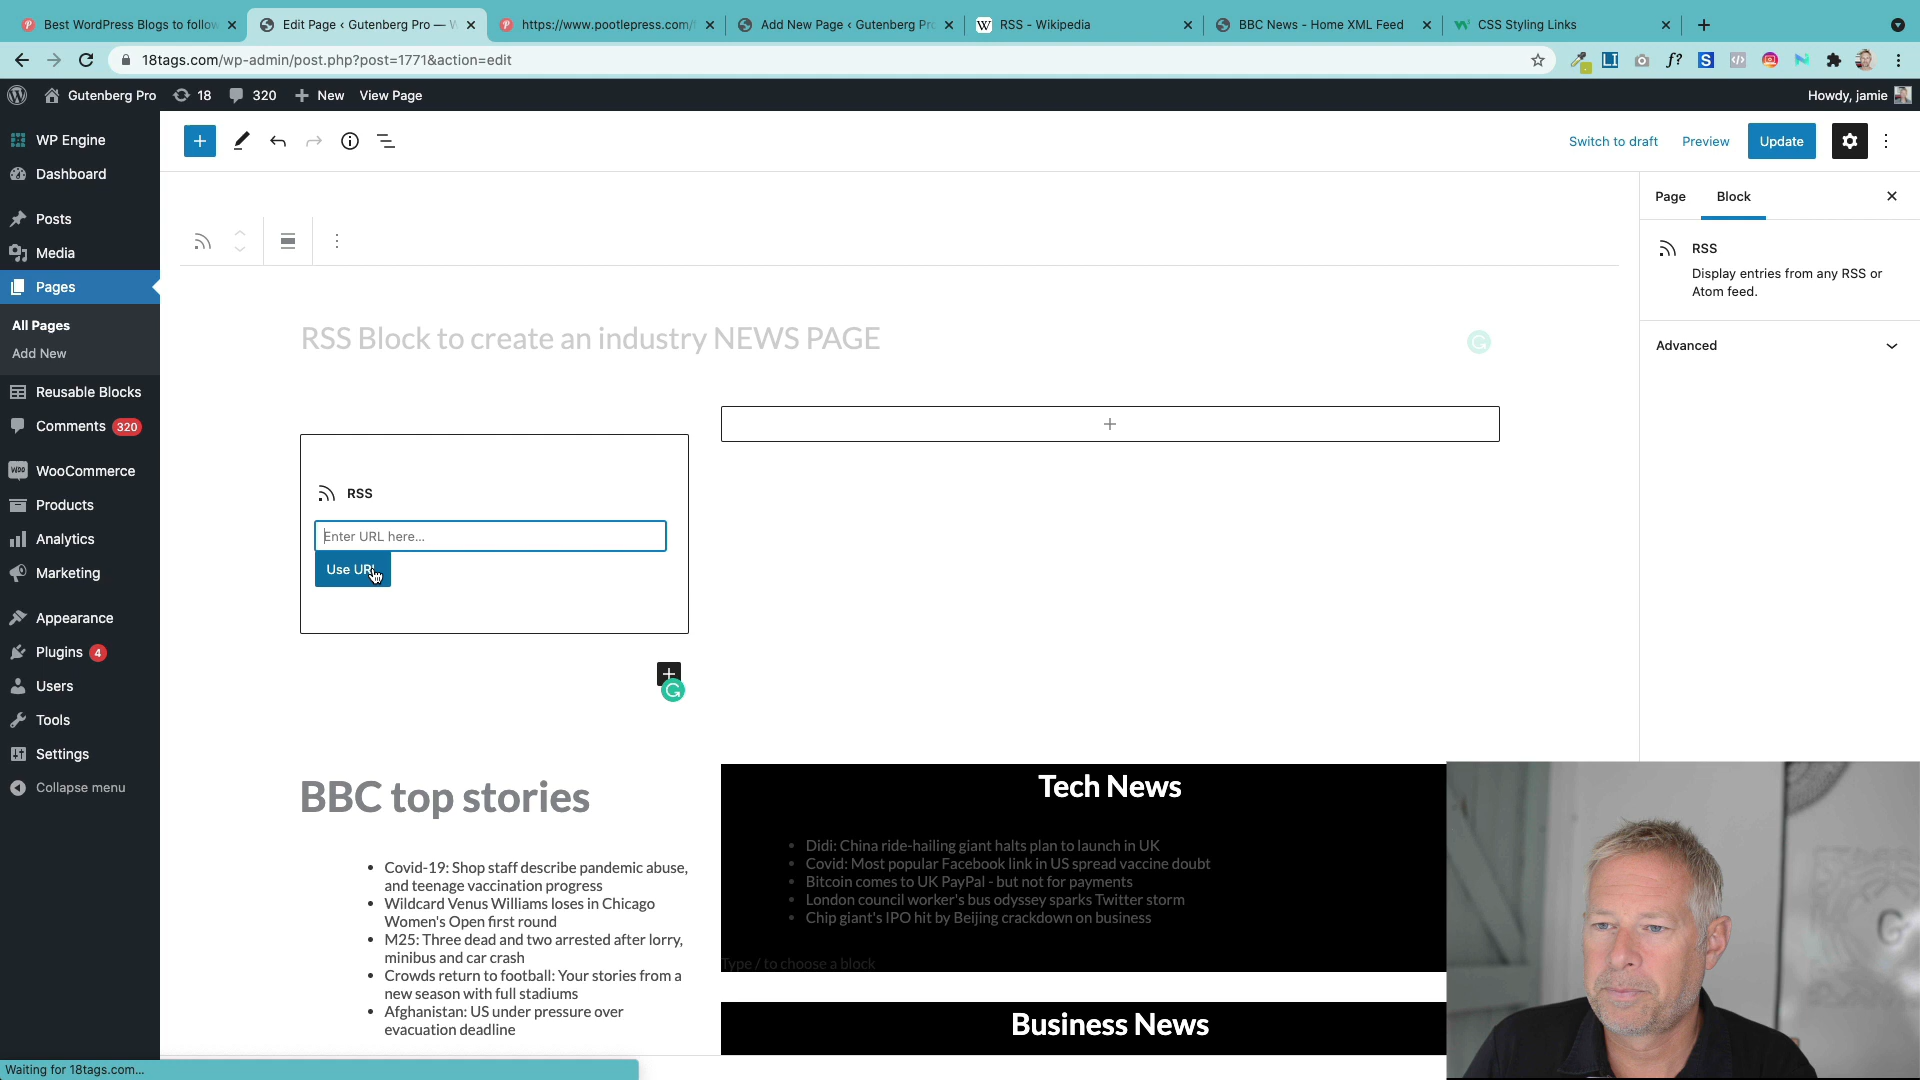 Best WordPress Blogs to follow
Edit Page ‹ Gutenberg Pro — W
https://www.pootlepress.com/
Add New Page ‹ Gutenberg Pro
RSS - Wikipedia
BBC News - Home XML Feed
CSS Styling Links
18tags.com/wp-admin/post.php?post=1771&action=edit
Gutenberg Pro
18
320
New
View Page
Howdy, jamie
WP Engine
Dashboard
Posts
Media
Pages
All Pages
Add New
Reusable Blocks
Comments 320
WooCommerce
Products
Analytics
Marketing
Appearance
Plugins 4
Users
Tools
Settings
Collapse menu
Switch to draft
Preview
Update
Page
Block
RSS
Display entries from any RSS or
Atom feed.
Advanced
RSS Block to create an industry NEWS PAGE
RSS
Enter URL here…
Use URL
BBC top stories
Covid-19: Shop staff describe pandemic abuse,
and teenage vaccination progress
Wildcard Venus Williams loses in Chicago
Women's Open first round
M25: Three dead and two arrested after lorry,
minibus and car crash
Crowds return to football: Your stories from a
new season with full stadiums
Afghanistan: US under pressure over
evacuation deadline
Tech News
Didi: China ride-hailing giant halts plan to launch in UK
Covid: Most popular Facebook link in US spread vaccine doubt
Bitcoin comes to UK PayPal - but not for payments
London council worker's bus odyssey sparks Twitter storm
Chip giant's IPO hit by Beijing crackdown on business
Type / to choose a block
Business News
Waiting for 18tags.com...